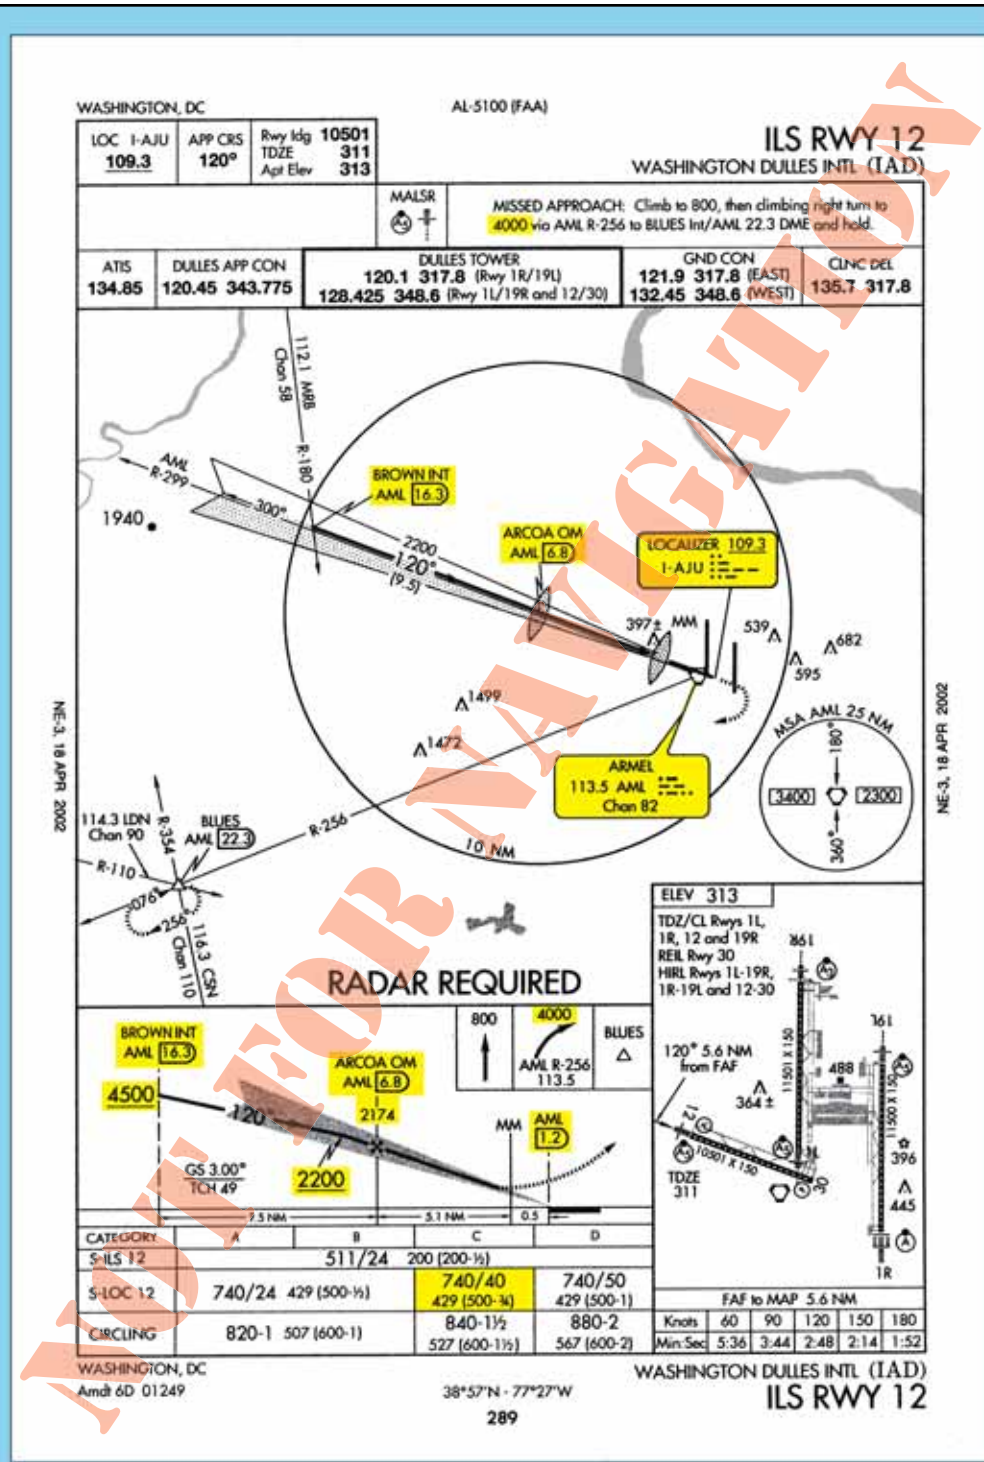 WASHINGTON, DC
AL-5100 (FAA)
LOC I-AJU
109.3
APP CRS
120°
Rwy ldg 10501
TDZE 311
Apt Elev 313
ILS RWY 12
WASHINGTON DULLES INTL (IAD)
MALSR
A5
MISSED APPROACH: Climb to 800, then climbing right turn to
4000 via AML R-256 to BLUES Int/AML 22.3 DME and hold.
ATIS
134.85
DULLES APP CON
120.45 343.775
DULLES TOWER
120.1 317.8 (Rwy 1R/19L)
128.425 348.6 (Rwy 1L/19R and 12/30)
GND CON
121.9 317.8 (EAST)
132.45 348.6 (WEST)
CLNC DEL
135.7 317.8
112.1 MRB
Chan 58
R-180
AML
R-299
300°
1940
BROWN INT
AML 16.3
2200
120°
(9.5)
ARCOA OM
AML 6.8
LOCALIZER 109.3
I-AJU
397± MM
539
682
595
1499
1472
ARMEL
113.5 AML
Chan 82
MSA AML 25 NM
180°
3400
2300
360°
10 NM
R-256
114.3 LDN
Chan 90
R-110
R-354
BLUES
AML 22.3
076°
256°
116.3 CSN
Chan 110
NE-3, 18 APR 2002
NE-3, 18 APR 2002
RADAR REQUIRED
ELEV 313
TDZ/CL Rwys 1L,
1R, 12 and 19R
REIL Rwy 30
HIRL Rwys 1L-19R,
1R-19L and 12-30
19R
19L
120° 5.6 NM
from FAF
11501 X 150
11500 X 150
488
364±
12
10501 X 150
A5
A5
1L
30
TDZE
311
396
445
A
1R
BROWN INT
AML 16.3
4500
ARCOA OM
AML 6.8
2174
120°
2200
GS 3.00°
TCH 49
800
4000
AML R-256
113.5
BLUES
MM
AML
1.2
9.5 NM
5.1 NM
0.5
CATEGORY A B C D
S-ILS 12 511/24 200 (200-½)
S-LOC 12 740/24 429 (500-½) 740/40 429 (500-¾) 740/50 429 (500-1)
CIRCLING 820-1 507 (600-1) 840-1½ 527 (600-1½) 880-2 567 (600-2)
FAF to MAP 5.6 NM
Knots 60 90 120 150 180
Min:Sec 5:36 3:44 2:48 2:14 1:52
WASHINGTON, DC
Amdt 6D 01249
38°57'N - 77°27'W
289
WASHINGTON DULLES INTL (IAD)
ILS RWY 12
NOT FOR NAVIGATION